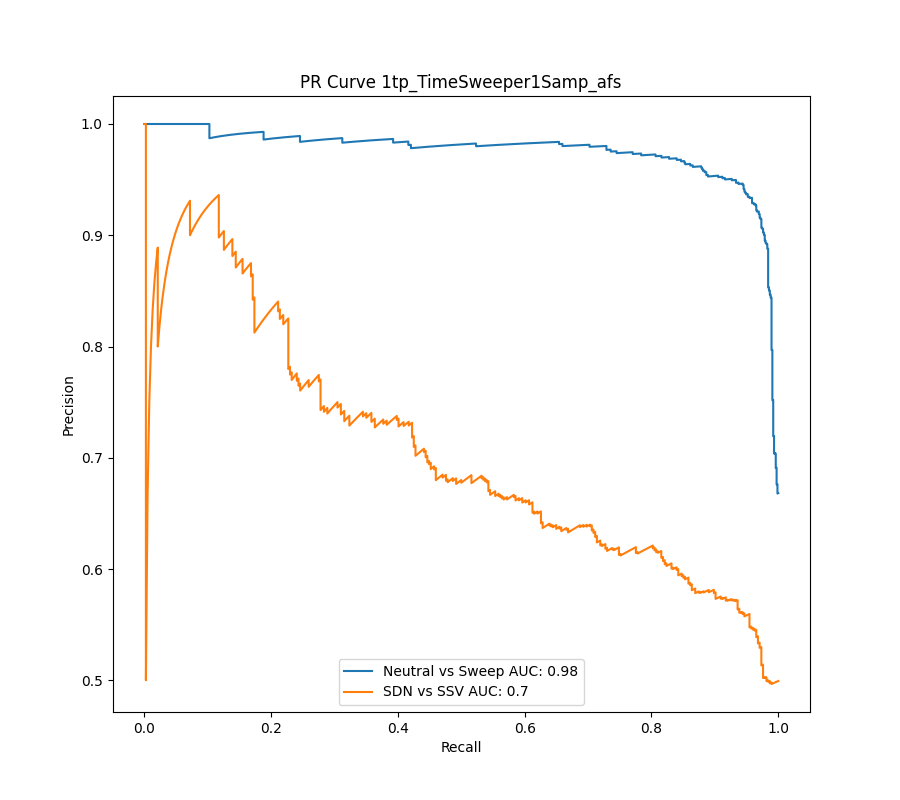 PR Curve 1tp_TimeSweeper1Samp_afs
1.0
0.9
0.8
0.7
0.6
0.5
Precision
0.0 0.2 0.4 0.6 0.8 1.0
Recall
Neutral vs Sweep AUC: 0.98
SDN vs SSV AUC: 0.7